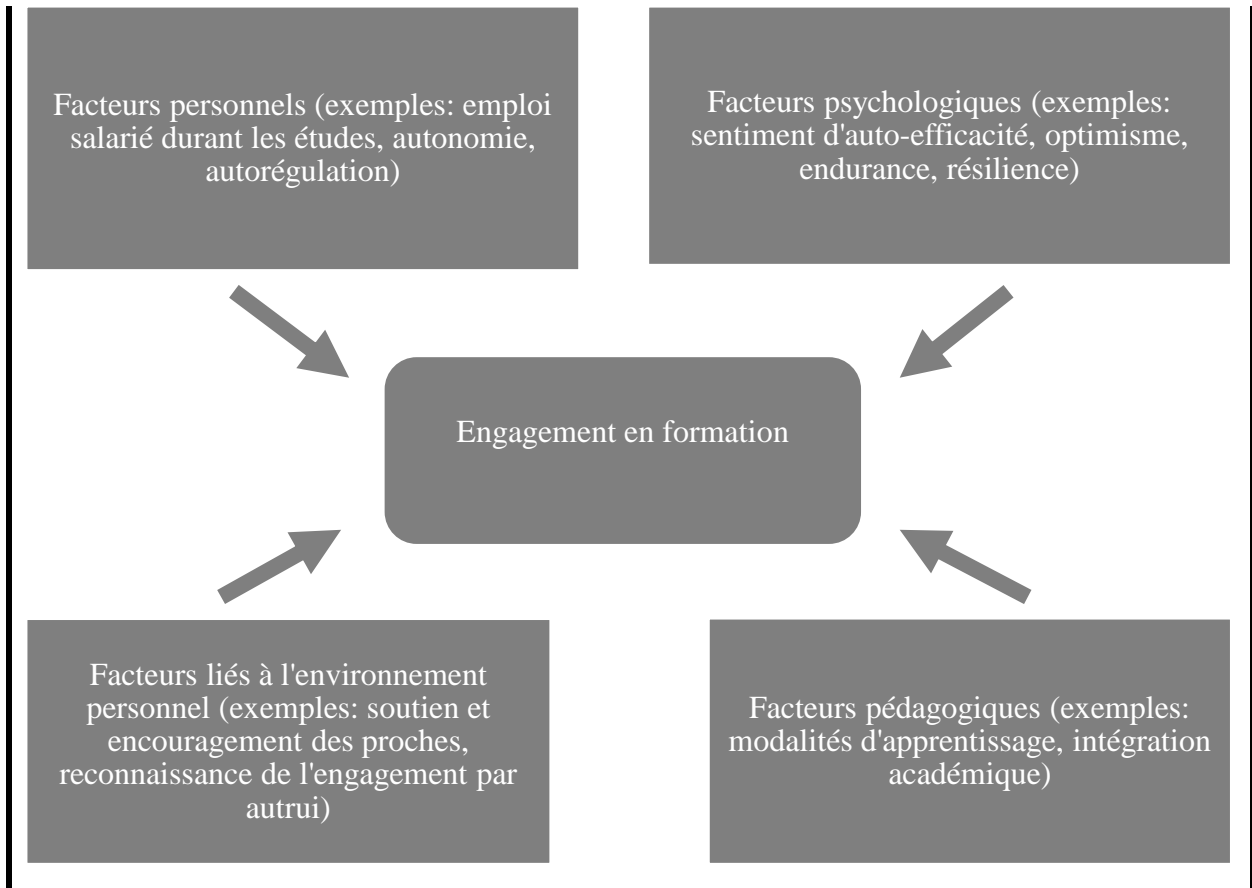 Facteurs personnels (exemples: emploi
salarié durant les études, autonomie,
autorégulation)
Facteurs psychologiques (exemples:
sentiment d'auto-efficacité, optimisme,
endurance, résilience)
Engagement en formation
Facteurs liés à l'environnement
personnel (exemples: soutien et
encouragement des proches,
reconnaissance de l'engagement par
autrui)
Facteurs pédagogiques (exemples:
modalités d'apprentissage, intégration
académique)